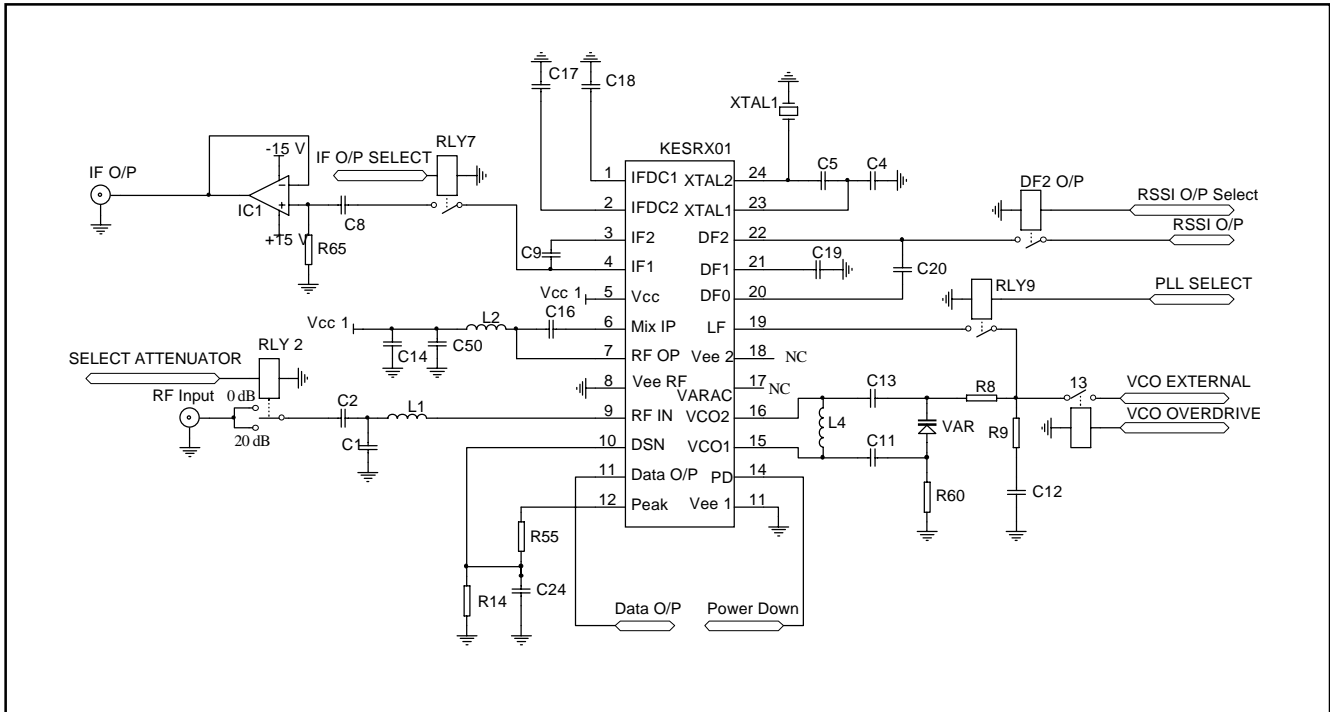 C17
C18
XTAL1
KESRX01
RLY7
-15 V
IF O/P SELECT
IF O/P
IC1
+15 V
R65
C8
C9
1 IFDC1
2 IFDC2
3 IF2
4 IF1
5 Vcc
6 Mix IP
7 RF OP
8 Vee RF
9 RF IN
10 DSN
11 Data O/P
12 Peak
XTAL2 24
XTAL1 23
DF2 22
DF1 21
DF0 20
LF 19
Vee 2 18 NC
VARAC 17 NC
VCO2 16
VCO1 15
PD 14
Vee 1 11
C5
C4
DF2 O/P
RSSI O/P Select
RSSI O/P
C19
C20
RLY9
PLL SELECT
Vcc 1
C16
L2
Vcc 1
C14
C50
RLY 2
SELECT ATTENUATOR
RF Input
0 dB
20 dB
C2
L1
C1
C13
R8
13
VCO EXTERNAL
VCO OVERDRIVE
L4
VAR
R9
C11
R60
C12
R55
R14
C24
Data O/P
Power Down